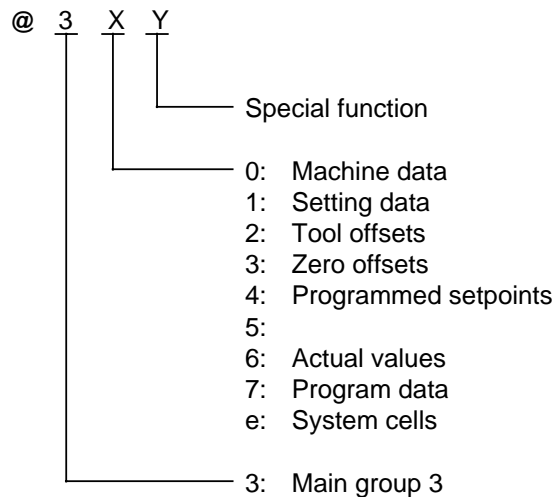 @ 3 X Y
Special function
0: Machine data
1: Setting data
2: Tool offsets
3: Zero offsets
4: Programmed setpoints
5:
6: Actual values
7: Program data
e: System cells
3: Main group 3